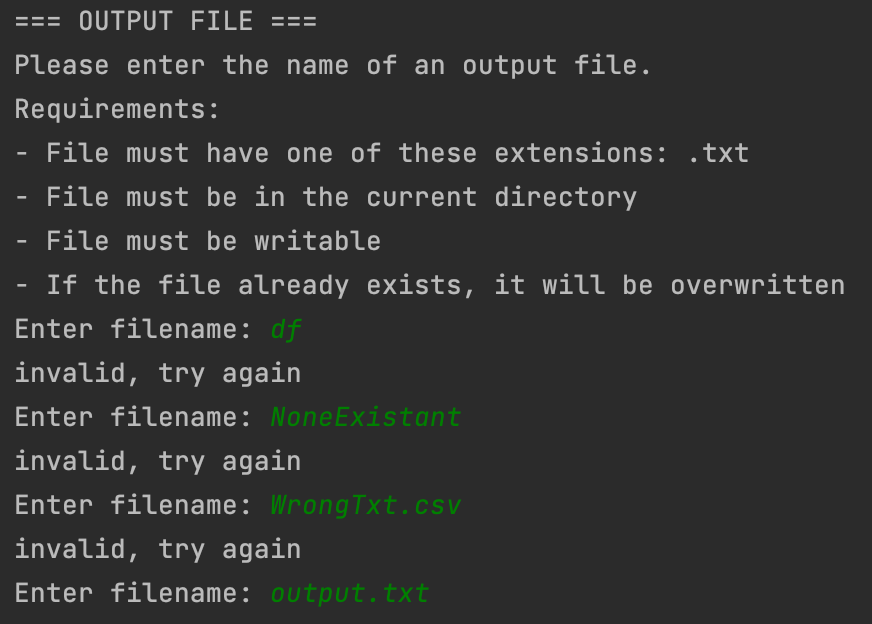 === OUTPUT FILE ===
Please enter the name of an output file.
Requirements:
- File must have one of these extensions: .txt
- File must be in the current directory
- File must be writable
- If the file already exists, it will be overwritten
Enter filename: df
invalid, try again
Enter filename: NoneExistant
invalid, try again
Enter filename: WrongTxt.csv
invalid, try again
Enter filename: output.txt